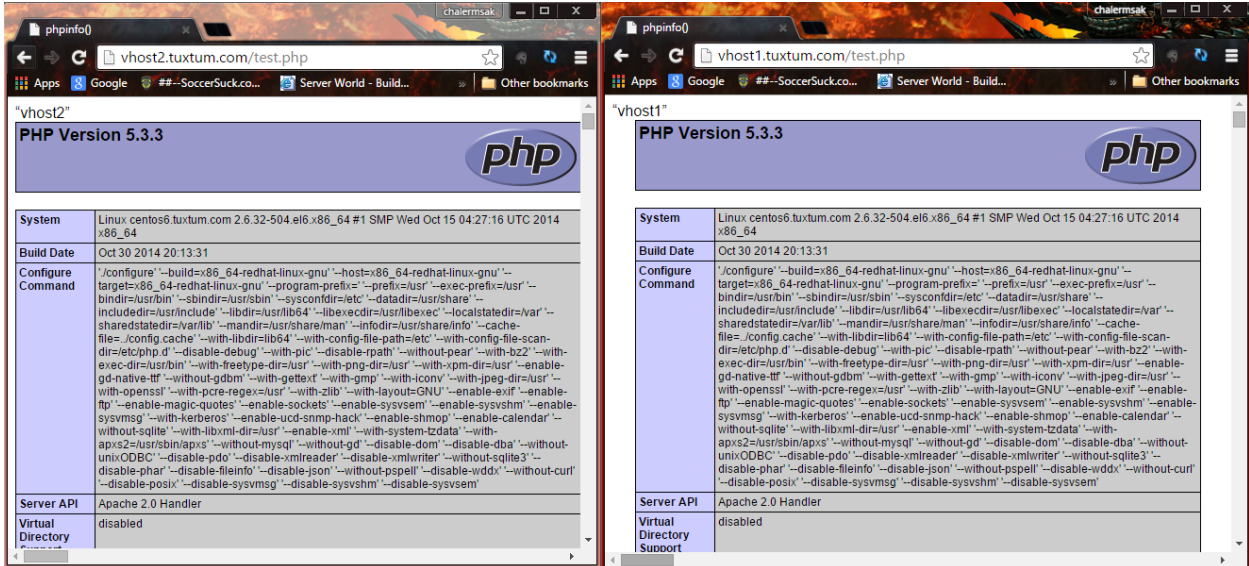 chalermsak
phpinfo()
vhost2.tuxtum.com/test.php
Apps Google ##--SoccerSuck.co... Server World - Build... » Other bookmarks
“vhost2”
PHP Version 5.3.3
php
System Linux centos6.tuxtum.com 2.6.32-504.el6.x86_64 #1 SMP Wed Oct 15 04:27:16 UTC 2014
x86_64
Build Date Oct 30 2014 20:13:31
Configure './configure' '--build=x86_64-redhat-linux-gnu' '--host=x86_64-redhat-linux-gnu' '--
Command target=x86_64-redhat-linux-gnu' '--program-prefix=' '--prefix=/usr' '--exec-prefix=/usr' '--
bindir=/usr/bin' '--sbindir=/usr/sbin' '--sysconfdir=/etc' '--datadir=/usr/share' '--
includedir=/usr/include' '--libdir=/usr/lib64' '--libexecdir=/usr/libexec' '--localstatedir=/var' '--
sharedstatedir=/var/lib' '--mandir=/usr/share/man' '--infodir=/usr/share/info' '--cache-
file=../config.cache' '--with-libdir=lib64' '--with-config-file-path=/etc' '--with-config-file-scan-
dir=/etc/php.d' '--disable-debug' '--with-pic' '--disable-rpath' '--without-pear' '--with-bz2' '--with-
exec-dir=/usr/bin' '--with-freetype-dir=/usr' '--with-png-dir=/usr' '--with-xpm-dir=/usr' '--enable-
gd-native-ttf' '--without-gdbm' '--with-gettext' '--with-gmp' '--with-iconv' '--with-jpeg-dir=/usr' '--
with-openssl' '--with-pcre-regex=/usr' '--with-zlib' '--with-layout=GNU' '--enable-exif' '--enable-
ftp' '--enable-magic-quotes' '--enable-sockets' '--enable-sysvsem' '--enable-sysvshm' '--enable-
sysvmsg' '--with-kerberos' '--enable-ucd-snmp-hack' '--enable-shmop' '--enable-calendar' '--
without-sqlite' '--with-libxml-dir=/usr' '--enable-xml' '--with-system-tzdata' '--with-
apxs2=/usr/sbin/apxs' '--without-mysql' '--without-gd' '--disable-dom' '--disable-dba' '--without-
unixODBC' '--disable-pdo' '--disable-xmlreader' '--disable-xmlwriter' '--without-sqlite3' '--
disable-phar' '--disable-fileinfo' '--disable-json' '--without-pspell' '--disable-wddx' '--without-curl'
'--disable-posix' '--disable-sysvmsg' '--disable-sysvshm' '--disable-sysvsem'
Server API Apache 2.0 Handler
Virtual disabled
Directory
Support
chalermsak
phpinfo()
vhost1.tuxtum.com/test.php
Apps Google ##--SoccerSuck.co... Server World - Build... » Other bookmarks
“vhost1”
PHP Version 5.3.3
php
System Linux centos6.tuxtum.com 2.6.32-504.el6.x86_64 #1 SMP Wed Oct 15 04:27:16 UTC 2014
x86_64
Build Date Oct 30 2014 20:13:31
Configure './configure' '--build=x86_64-redhat-linux-gnu' '--host=x86_64-redhat-linux-gnu' '--
Command target=x86_64-redhat-linux-gnu' '--program-prefix=' '--prefix=/usr' '--exec-prefix=/usr' '--
bindir=/usr/bin' '--sbindir=/usr/sbin' '--sysconfdir=/etc' '--datadir=/usr/share' '--
includedir=/usr/include' '--libdir=/usr/lib64' '--libexecdir=/usr/libexec' '--localstatedir=/var' '--
sharedstatedir=/var/lib' '--mandir=/usr/share/man' '--infodir=/usr/share/info' '--cache-
file=../config.cache' '--with-libdir=lib64' '--with-config-file-path=/etc' '--with-config-file-scan-
dir=/etc/php.d' '--disable-debug' '--with-pic' '--disable-rpath' '--without-pear' '--with-bz2' '--with-
exec-dir=/usr/bin' '--with-freetype-dir=/usr' '--with-png-dir=/usr' '--with-xpm-dir=/usr' '--enable-
gd-native-ttf' '--without-gdbm' '--with-gettext' '--with-gmp' '--with-iconv' '--with-jpeg-dir=/usr' '--
with-openssl' '--with-pcre-regex=/usr' '--with-zlib' '--with-layout=GNU' '--enable-exif' '--enable-
ftp' '--enable-magic-quotes' '--enable-sockets' '--enable-sysvsem' '--enable-sysvshm' '--enable-
sysvmsg' '--with-kerberos' '--enable-ucd-snmp-hack' '--enable-shmop' '--enable-calendar' '--
without-sqlite' '--with-libxml-dir=/usr' '--enable-xml' '--with-system-tzdata' '--with-
apxs2=/usr/sbin/apxs' '--without-mysql' '--without-gd' '--disable-dom' '--disable-dba' '--without-
unixODBC' '--disable-pdo' '--disable-xmlreader' '--disable-xmlwriter' '--without-sqlite3' '--
disable-phar' '--disable-fileinfo' '--disable-json' '--without-pspell' '--disable-wddx' '--without-curl'
'--disable-posix' '--disable-sysvmsg' '--disable-sysvshm' '--disable-sysvsem'
Server API Apache 2.0 Handler
Virtual disabled
Directory
Support